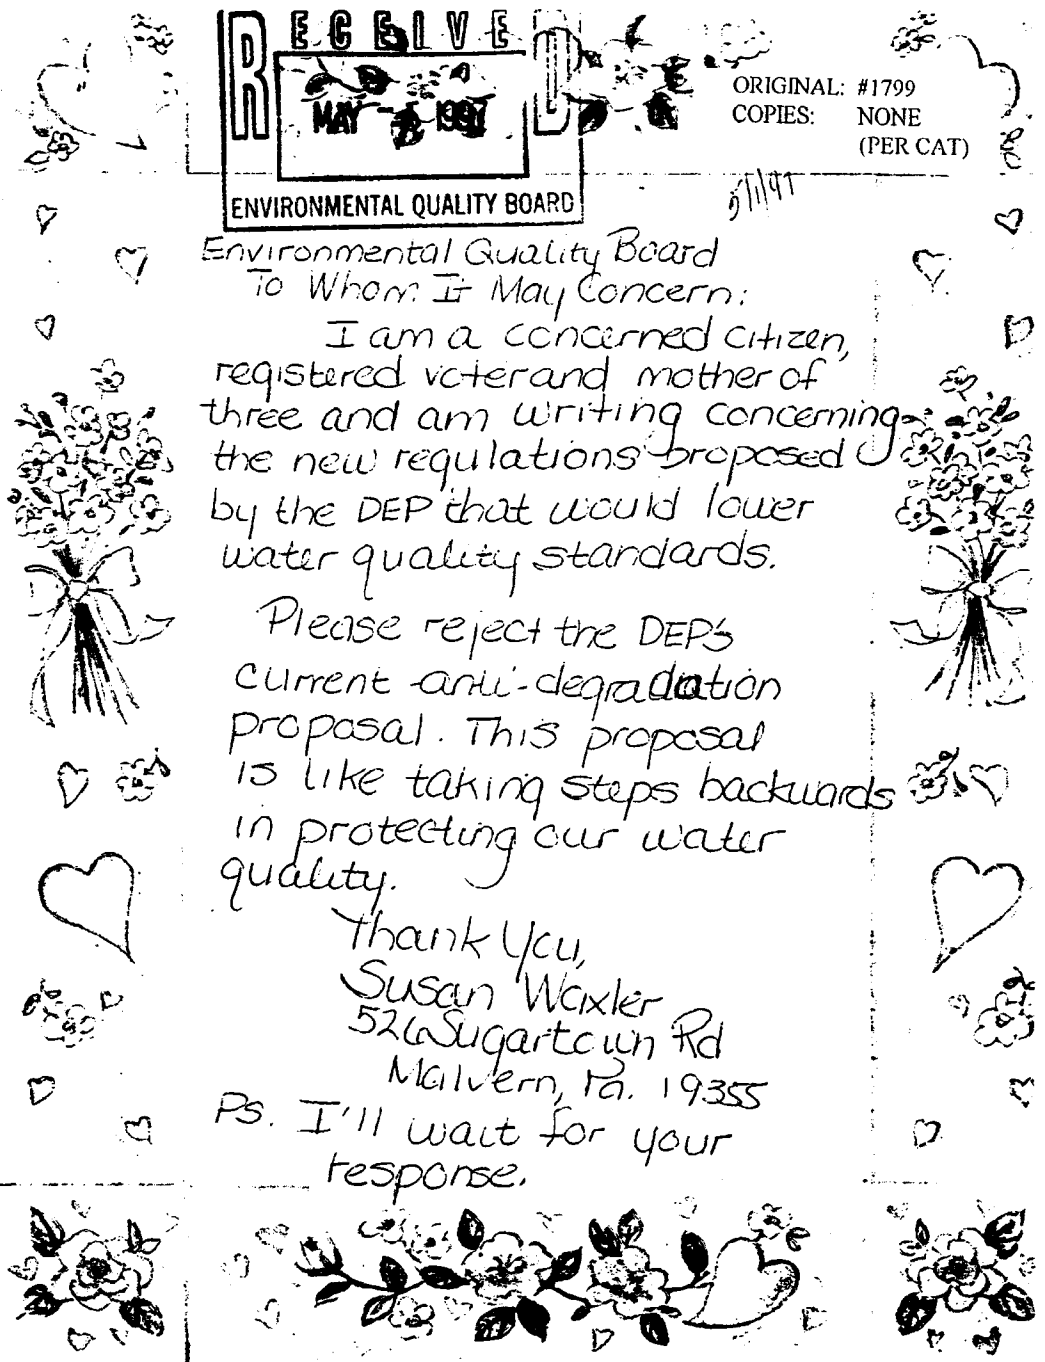 RECEIVED
MAY - 5 1997
ENVIRONMENTAL QUALITY BOARD
ORIGINAL: #1799
COPIES: NONE
(PER CAT)
5/1/97
Environmental Quality Board
To Whom It May Concern:
I am a concerned citizen,
registered voter and mother of
three and am writing concerning
the new regulations proposed
by the DEP that would lower
water quality standards.
Please reject the DEP's
current anti-degradation
proposal. This proposal
is like taking steps backwards
in protecting our water
quality.
Thank You,
Susan Waxler
526 Sugartown Rd
Malvern, Pa. 19355
Ps. I'll wait for your
response.